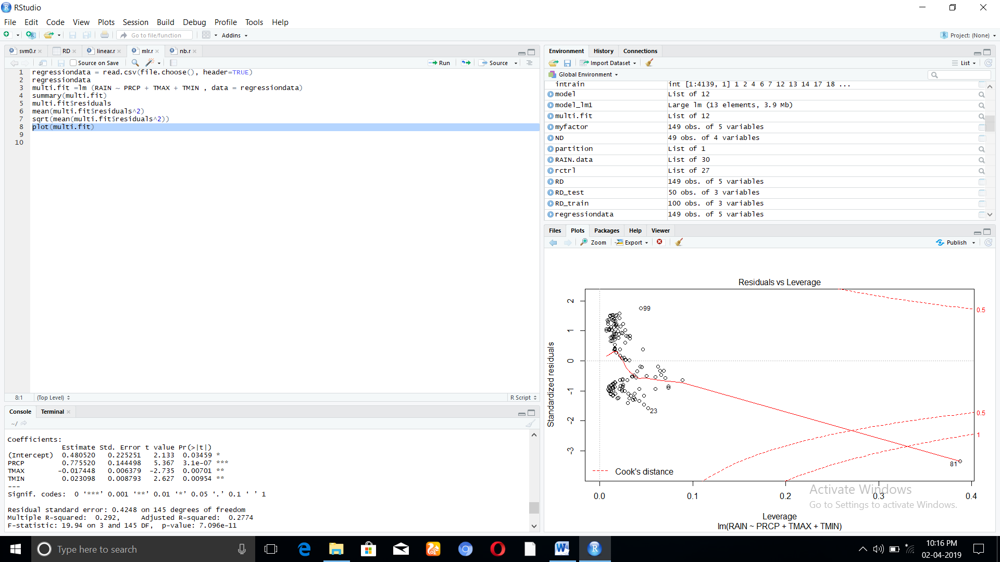 RStudio
File Edit Code View Plots Session Build Debug Profile Tools Help
Go to file/function Addins Project: (None)
svm0.r RD linear.r mlr.r nb.r
Source on Save Run Source
1 regressiondata = read.csv(file.choose(), header=TRUE)
2 regressiondata
3 multi.fit =lm (RAIN ~ PRCP + TMAX + TMIN , data = regressiondata)
4 summary(multi.fit)
5 multi.fit$residuals
6 mean(multi.fit$residuals^2)
7 sqrt(mean(multi.fit$residuals^2))
8 plot(multi.fit)
9
10
8:1 (Top Level) R Script
Console Terminal
~/
Coefficients:
Estimate Std. Error t value Pr(>|t|)
(Intercept) 0.480520 0.225251 2.133 0.03459 *
PRCP 0.775520 0.144498 5.367 3.1e-07 ***
TMAX -0.017448 0.006379 -2.735 0.00701 **
TMIN 0.023098 0.008793 2.627 0.00954 **
---
Signif. codes: 0 ‘***’ 0.001 ‘**’ 0.01 ‘*’ 0.05 ‘.’ 0.1 ‘ ’ 1
Residual standard error: 0.4248 on 145 degrees of freedom
Multiple R-squared: 0.292, Adjusted R-squared: 0.2774
F-statistic: 19.94 on 3 and 145 DF, p-value: 7.096e-11
Environment History Connections
Import Dataset List
Global Environment
intrain int [1:4139, 1] 1 2 4 6 7 12 13 14 17 18 ...
model List of 12
model_lm1 Large lm (13 elements, 3.9 Mb)
multi.fit List of 12
myfactor 149 obs. of 5 variables
ND 49 obs. of 4 variables
partition List of 1
RAIN.data List of 30
rctrl List of 27
RD 149 obs. of 5 variables
RD_test 50 obs. of 3 variables
RD_train 100 obs. of 3 variables
regressiondata 149 obs. of 5 variables
Files Plots Packages Help Viewer
Zoom Export Publish
Residuals vs Leverage
Standardized residuals
2
1
0
-1
-2
-3
99
23
81
0.5
0.5
1
Cook's distance
0.0 0.1 0.2 0.3 0.4
Leverage
lm(RAIN ~ PRCP + TMAX + TMIN)
Activate Windows
Go to Settings to activate Windows.
Type here to search
10:16 PM
02-04-2019